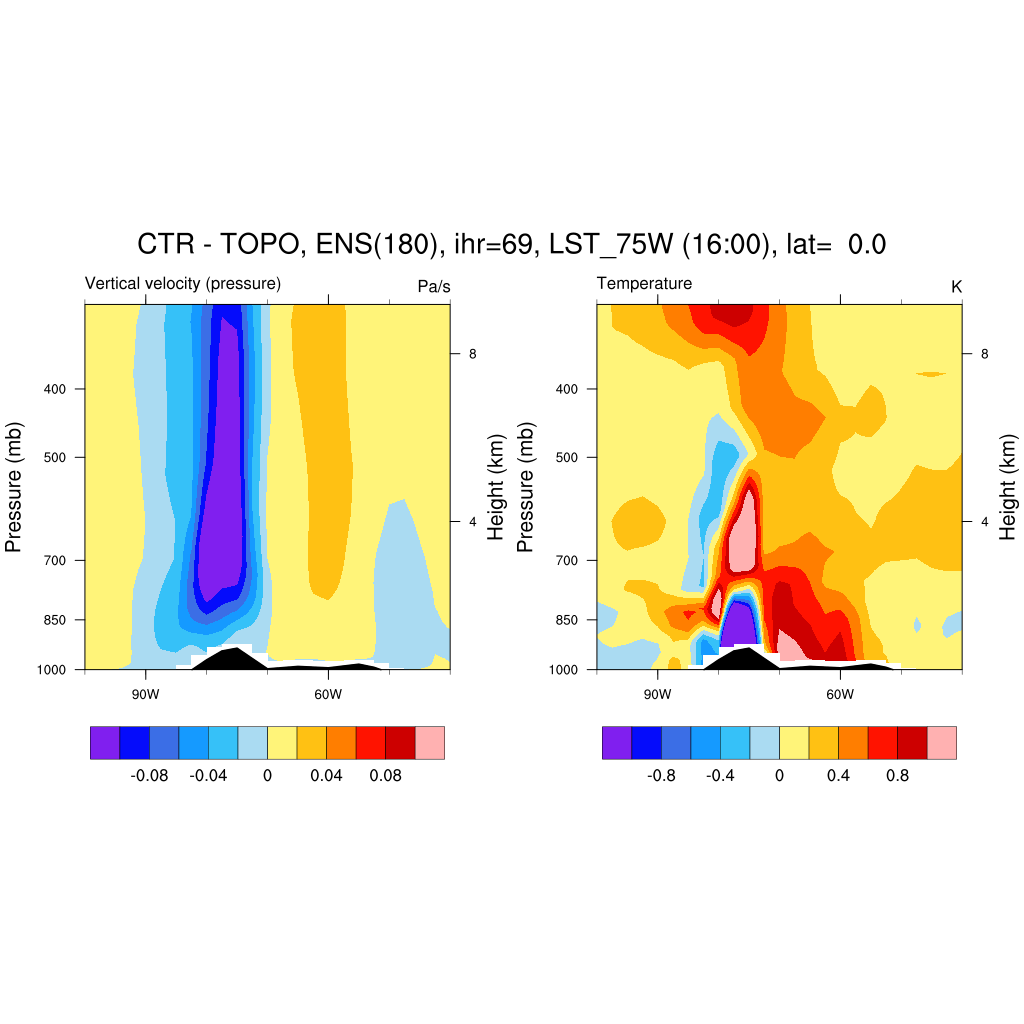 CTR - TOPO, ENS(180), ihr=69, LST_75W (16:00), lat=  0.0
Vertical velocity (pressure) Pa/s
Temperature K
Pressure (mb)
400
500
700
850
1000
90W 60W
8
4
Height (km)
-0.08 -0.04 0 0.04 0.08
Pressure (mb)
400
500
700
850
1000
90W 60W
8
4
Height (km)
-0.8 -0.4 0 0.4 0.8